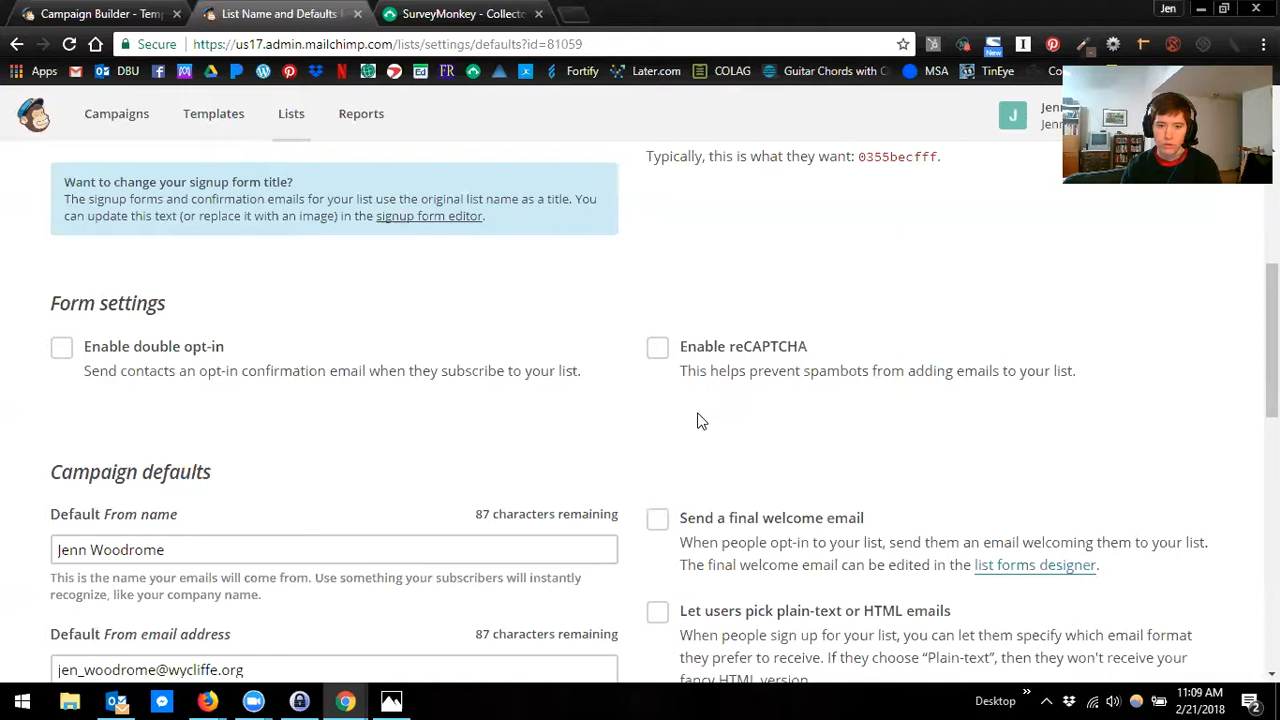 Campaign Builder - Temp
List Name and Defaults
SurveyMonkey - Collecto
Jen
Secure
https://us17.admin.mailchimp.com/lists/settings/defaults?id=81059
New
Apps
DBU
Fortify
Later.com
COLAG
Guitar Chords with C
MSA
TinEye
Co
Campaigns
Templates
Lists
Reports
J
Jenn
Jenn
Want to change your signup form title?
The signup forms and confirmation emails for your list use the original list name as a title. You
can update this text (or replace it with an image) in the signup form editor.
Typically, this is what they want: 0355becfff.
Form settings
Enable double opt-in
Send contacts an opt-in confirmation email when they subscribe to your list.
Enable reCAPTCHA
This helps prevent spambots from adding emails to your list.
Campaign defaults
Default From name
87 characters remaining
Jenn Woodrome
This is the name your emails will come from. Use something your subscribers will instantly
recognize, like your company name.
Default From email address
87 characters remaining
jen_woodrome@wycliffe.org
Send a final welcome email
When people opt-in to your list, send them an email welcoming them to your list.
The final welcome email can be edited in the list forms designer.
Let users pick plain-text or HTML emails
When people sign up for your list, you can let them specify which email format
they prefer to receive. If they choose “Plain-text”, then they won't receive your
fancy HTML version.
Desktop
11:09 AM
2/21/2018
2